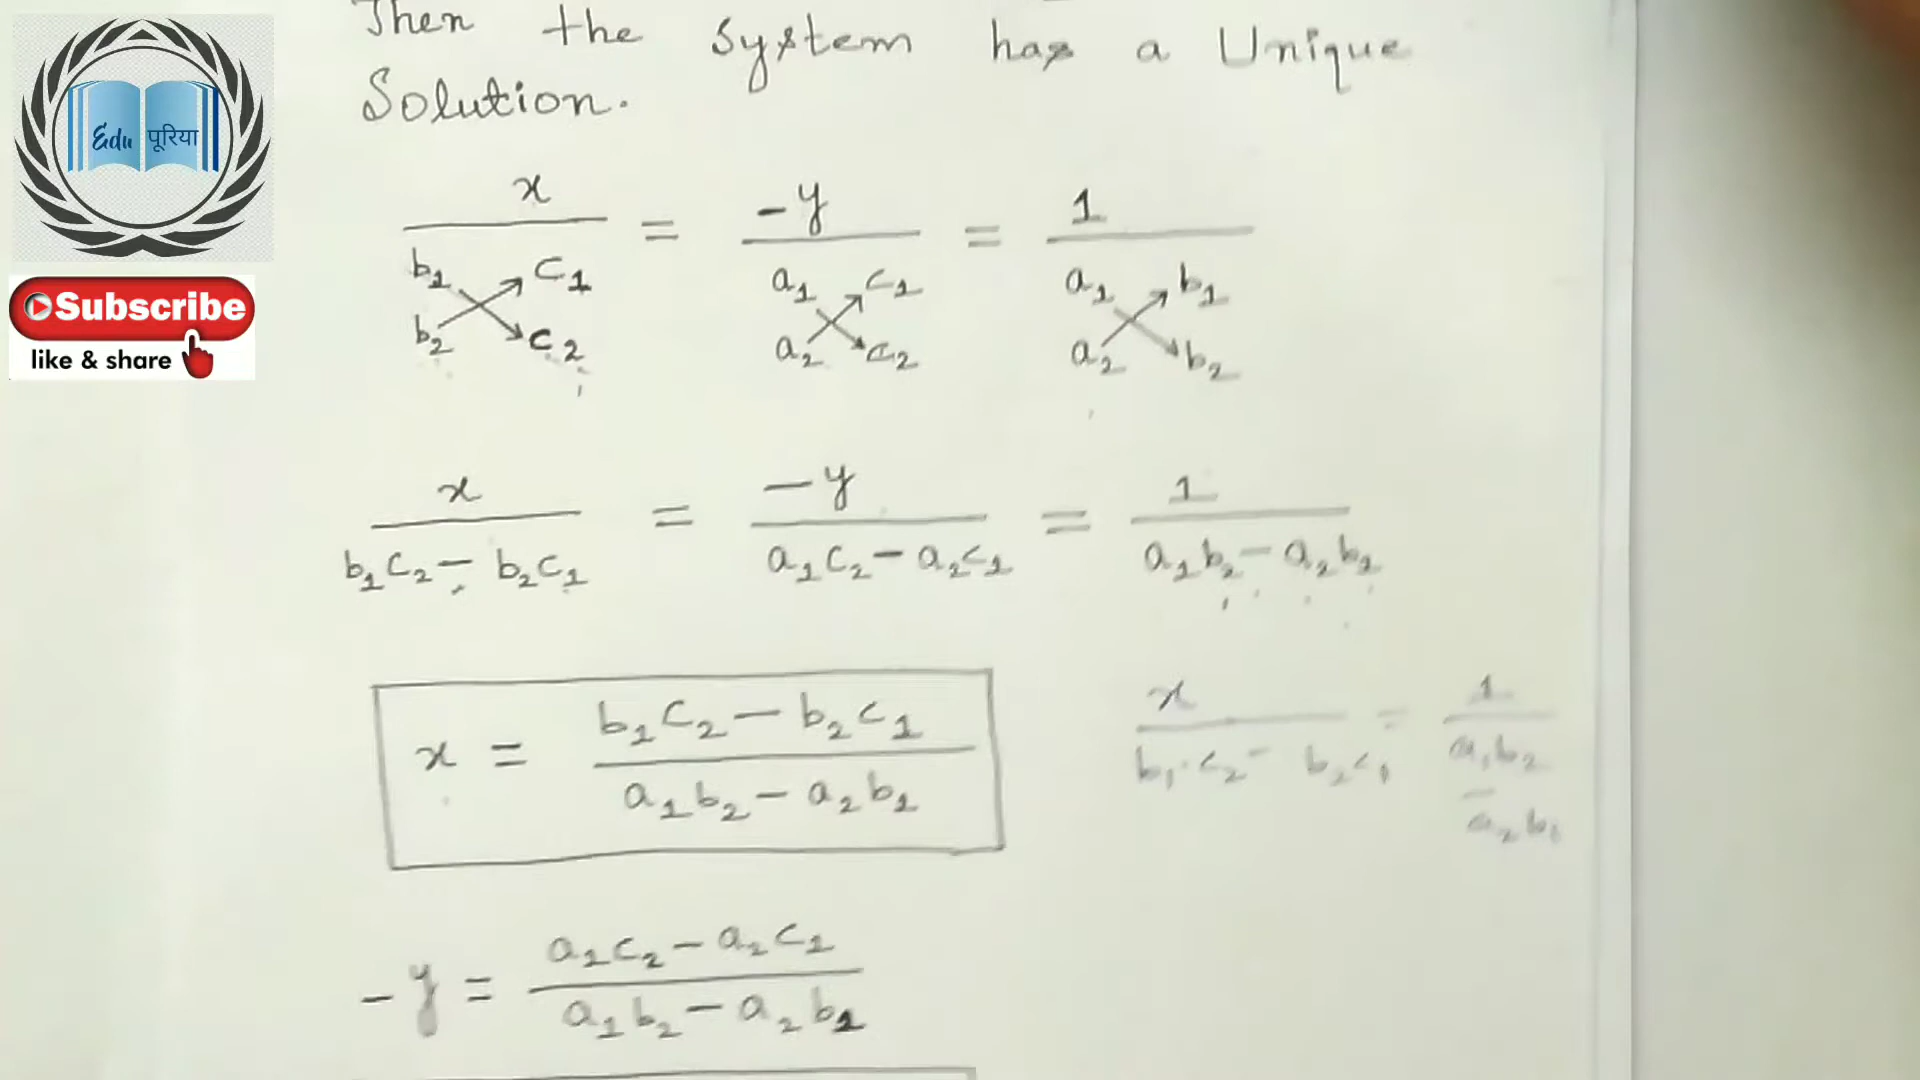 Then the System has a Unique
Solution.
Edu पूरिया
Subscribe
like & share
x = -y = 1
b1 c1 a1 c1 a1 b1
b2 c2 a2 c2 a2 b2
x = -y = 1
b1c2 - b2c1 a1c2 - a2c1 a1b2 - a2b1
x = b1c2 - b2c1
a1b2 - a2b1
x = 1
b1·c2 - b2c1 a1b2
- a2b1
-y = a1c2 - a2c1
a1b2 - a2b1